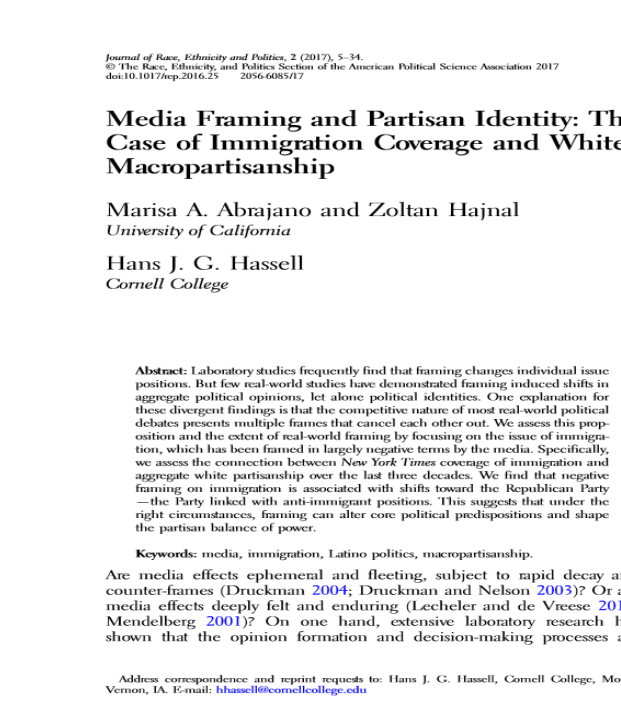 Journal of Race, Ethnicity and Politics, 2 (2017), 5–34.
© The Race, Ethnicity, and Politics Section of the American Political Science Association 2017
doi:10.1017/rep.2016.25 2056-6085/17
Media Framing and Partisan Identity: Th
Case of Immigration Coverage and White
Macropartisanship
Marisa A. Abrajano and Zoltan Hajnal
University of California
Hans J. G. Hassell
Cornell College
Abstract: Laboratory studies frequently find that framing changes individual issue
positions. But few real-world studies have demonstrated framing induced shifts in
aggregate political opinions, let alone political identities. One explanation for
these divergent findings is that the competitive nature of most real-world political
debates presents multiple frames that cancel each other out. We assess this prop-
osition and the extent of real-world framing by focusing on the issue of immigra-
tion, which has been framed in largely negative terms by the media. Specifically,
we assess the connection between New York Times coverage of immigration and
aggregate white partisanship over the last three decades. We find that negative
framing on immigration is associated with shifts toward the Republican Party
—the Party linked with anti-immigrant positions. This suggests that under the
right circumstances, framing can alter core political predispositions and shape
the partisan balance of power.
Keywords: media, immigration, Latino politics, macropartisanship.
Are media effects ephemeral and fleeting, subject to rapid decay a
counter-frames (Druckman 2004; Druckman and Nelson 2003)? Or a
media effects deeply felt and enduring (Lecheler and de Vreese 201
Mendelberg 2001)? On one hand, extensive laboratory research h
shown that the opinion formation and decision-making processes a
Address correspondence and reprint requests to: Hans J. G. Hassell, Cornell College, Mo
Vernon, IA. E-mail: hhassell@cornellcollege.edu